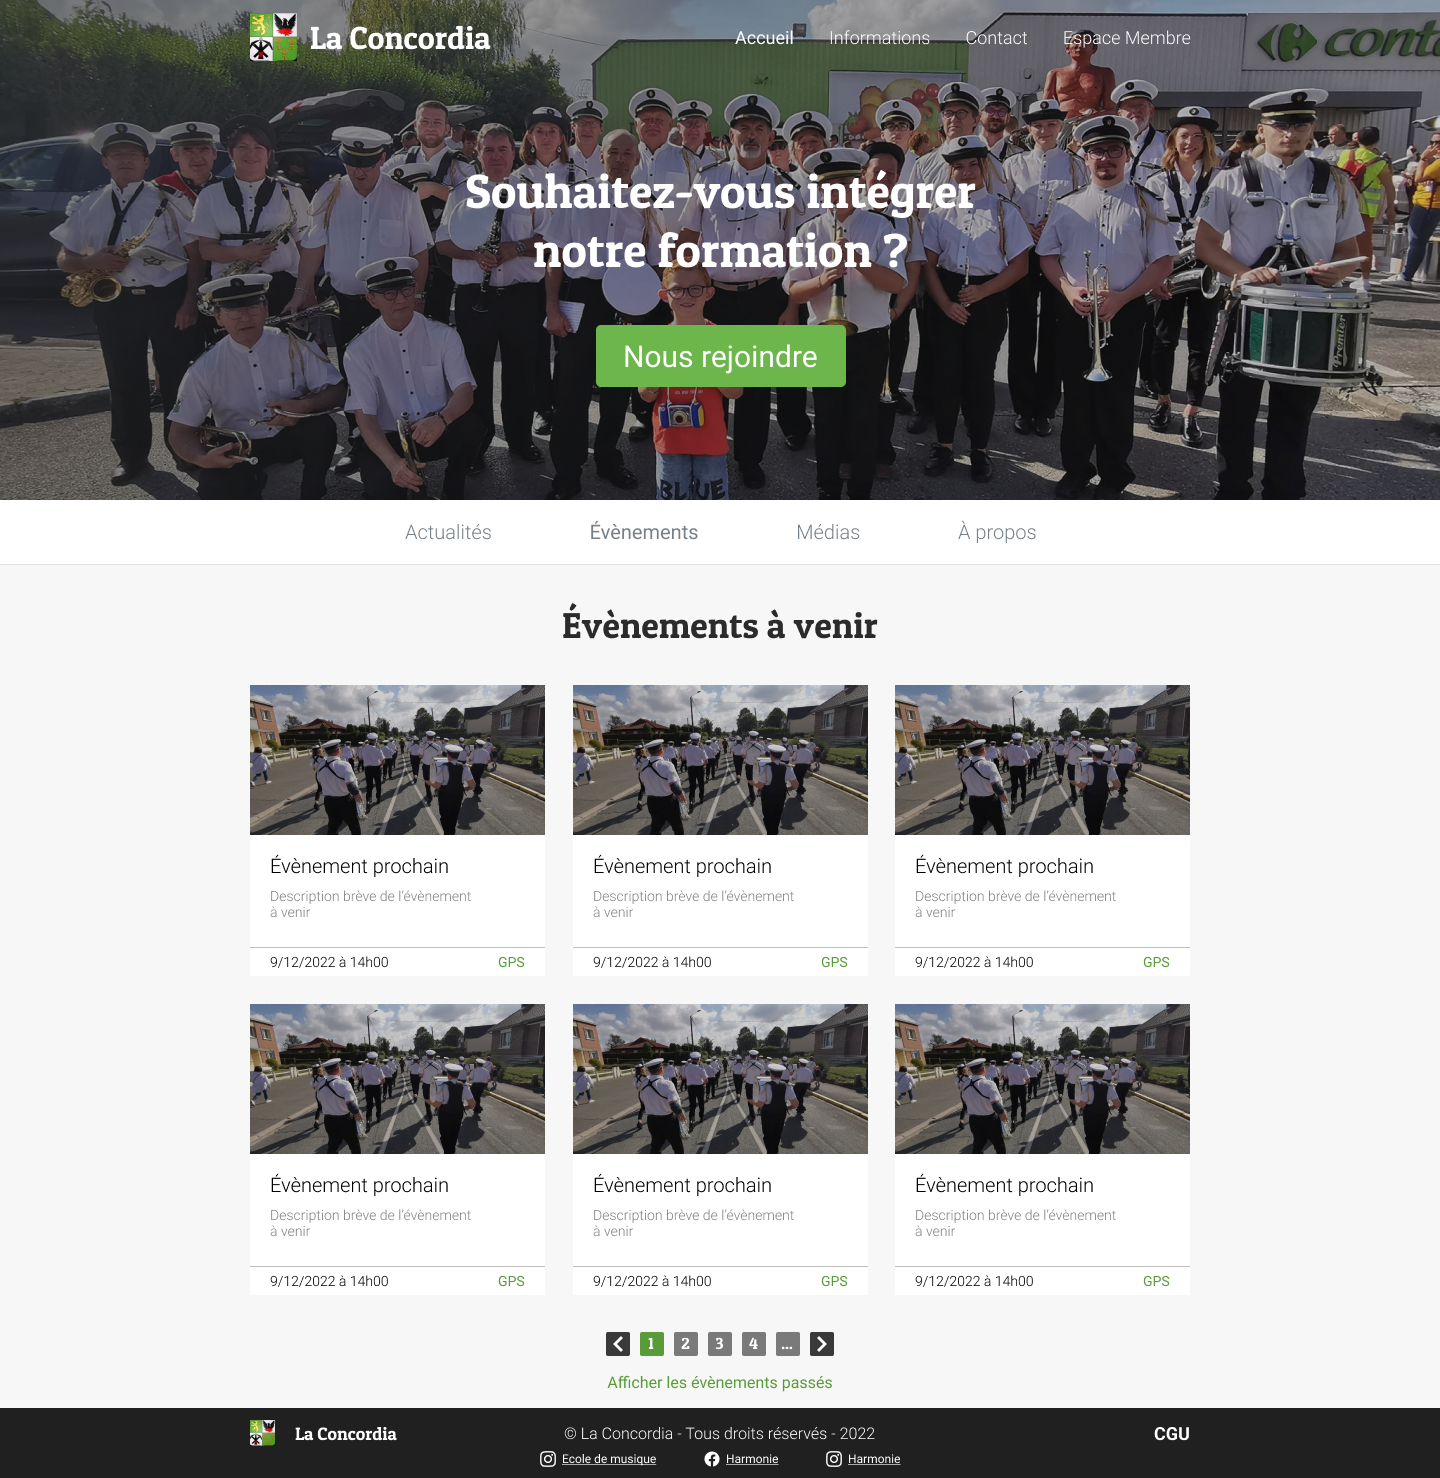 La Concordia
Accueil
Informations
Contact
Espace Membre
conta
Souhaitez-vous intégrer
notre formation ?
Nous rejoindre
Premier
BLUE
Actualités
Évènements
Médias
À propos
Évènements à venir
Évènement prochain
Description brève de l'évènement
à venir
9/12/2022 à 14h00
GPS
Évènement prochain
Description brève de l'évènement
à venir
9/12/2022 à 14h00
GPS
Évènement prochain
Description brève de l'évènement
à venir
9/12/2022 à 14h00
GPS
Évènement prochain
Description brève de l'évènement
à venir
9/12/2022 à 14h00
GPS
Évènement prochain
Description brève de l'évènement
à venir
9/12/2022 à 14h00
GPS
Évènement prochain
Description brève de l'évènement
à venir
9/12/2022 à 14h00
GPS
1 2 3 4 ...
Afficher les évènements passés
La Concordia
© La Concordia - Tous droits réservés - 2022
CGU
Ecole de musique
Harmonie
Harmonie